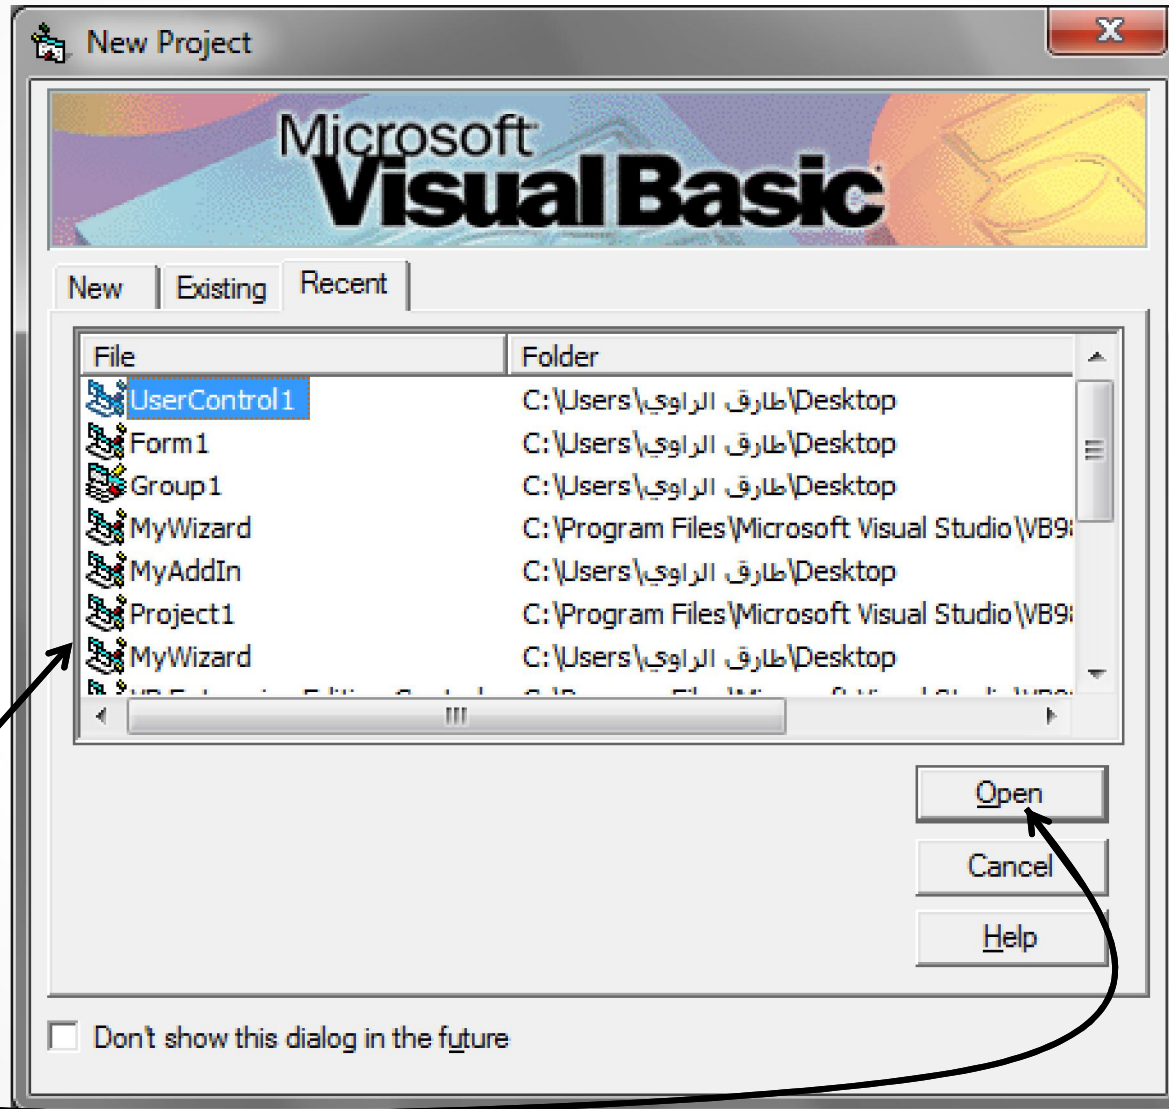 New Project
Microsoft
Visual Basic
New Existing Recent
File Folder
UserControl1 C:\Users\طارق الراوي\Desktop
Form1 C:\Users\طارق الراوي\Desktop
Group1 C:\Users\طارق الراوي\Desktop
MyWizard C:\Program Files\Microsoft Visual Studio\VB98
MyAddIn C:\Users\طارق الراوي\Desktop
Project1 C:\Program Files\Microsoft Visual Studio\VB98
MyWizard C:\Users\طارق الراوي\Desktop
Open
Cancel
Help
Don't show this dialog in the future